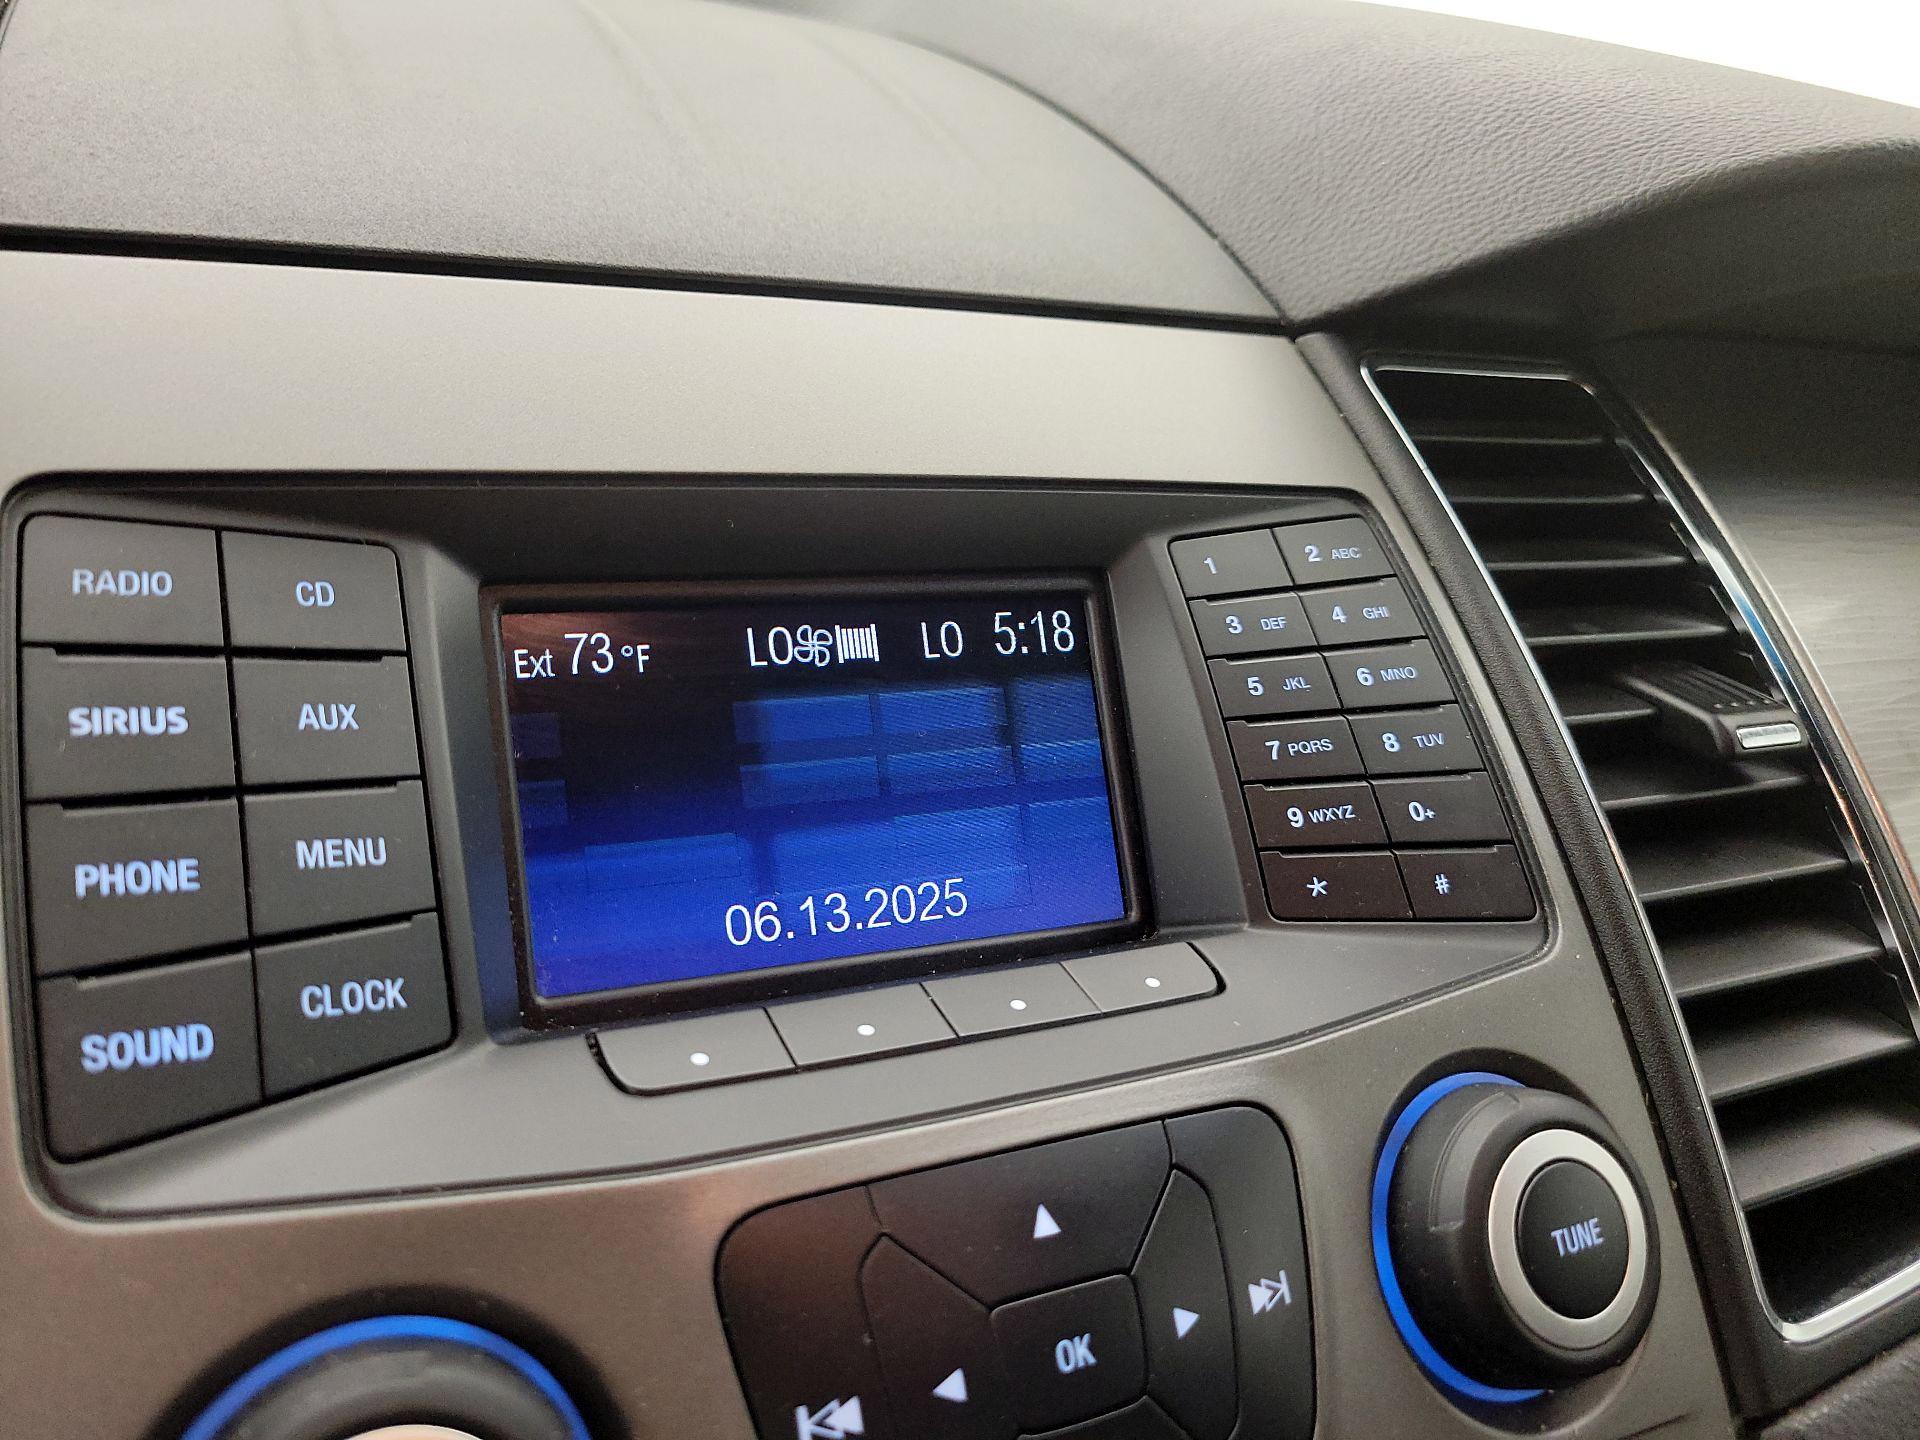 RADIO CD
SIRIUS AUX
PHONE MENU
SOUND CLOCK
Ext 73 °F LO LO 5:18
06.13.2025
1 2 ABC
3 DEF 4 GHI
5 JKL 6 MNO
7 PQRS 8 TUV
9 WXYZ 0+
* #
OK
TUNE